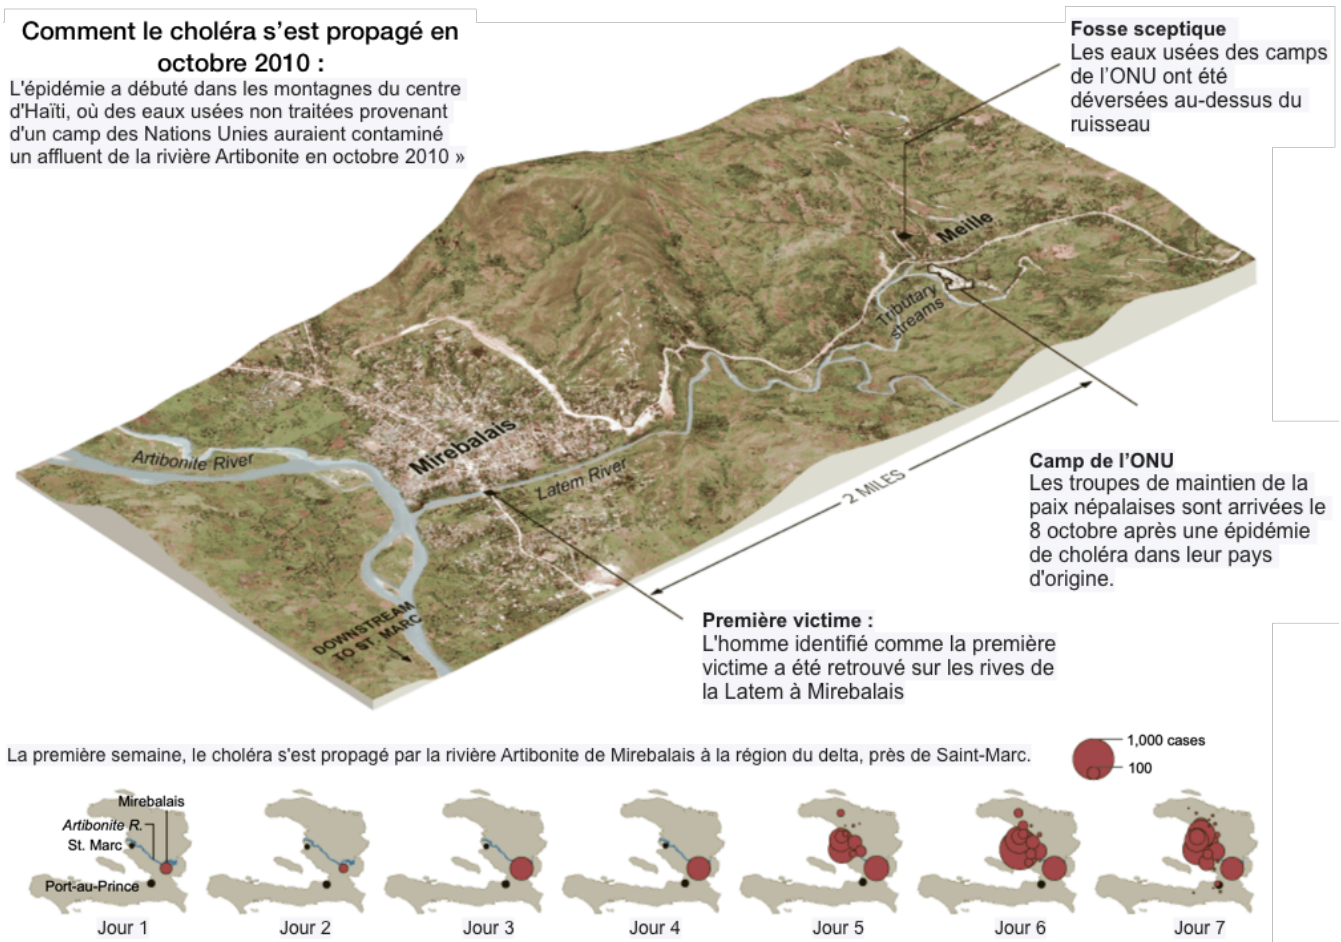 Comment le choléra s'est propagé en
octobre 2010 :
L'épidémie a débuté dans les montagnes du centre
d'Haïti, où des eaux usées non traitées provenant
d'un camp des Nations Unies auraient contaminé
un affluent de la rivière Artibonite en octobre 2010 »
Fosse sceptique
Les eaux usées des camps
de l'ONU ont été
déversées au-dessus du
ruisseau
Meille
Tributary
streams
Mirebalais
Artibonite River
Latem River
2 MILES
DOWNSTREAM
TO ST. MARC
Camp de l'ONU
Les troupes de maintien de la
paix népalaises sont arrivées le
8 octobre après une épidémie
de choléra dans leur pays
d'origine.
Première victime :
L'homme identifié comme la première
victime a été retrouvé sur les rives de
la Latem à Mirebalais
La première semaine, le choléra s'est propagé par la rivière Artibonite de Mirebalais à la région du delta, près de Saint-Marc.
1,000 cases
100
Mirebalais
Artibonite R.
St. Marc
Port-au-Prince
Jour 1
Jour 2
Jour 3
Jour 4
Jour 5
Jour 6
Jour 7